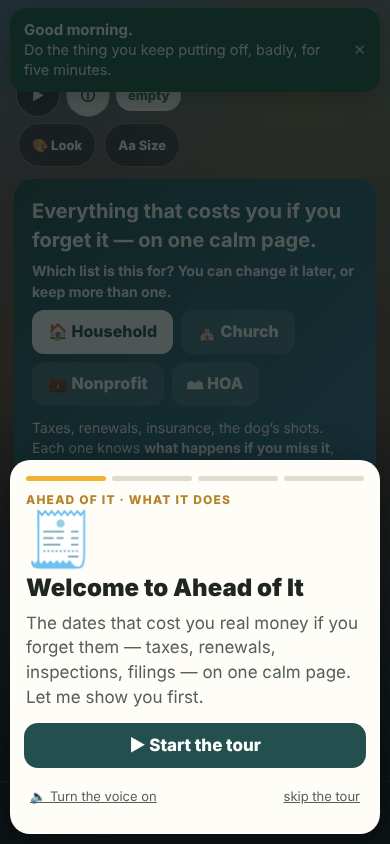 Good morning.
Do the thing you keep putting off, badly, for
five minutes.
empty
Look
Aa Size
Everything that costs you if you
forget it — on one calm page.
Which list is this for? You can change it later, or
keep more than one.
Household
Church
Nonprofit
HOA
Taxes, renewals, insurance, the dog's shots.
Each one knows what happens if you miss it,
AHEAD OF IT · WHAT IT DOES
Welcome to Ahead of It
The dates that cost you real money if you
forget them — taxes, renewals,
inspections, filings — on one calm page.
Let me show you first.
▶ Start the tour
Turn the voice on
skip the tour